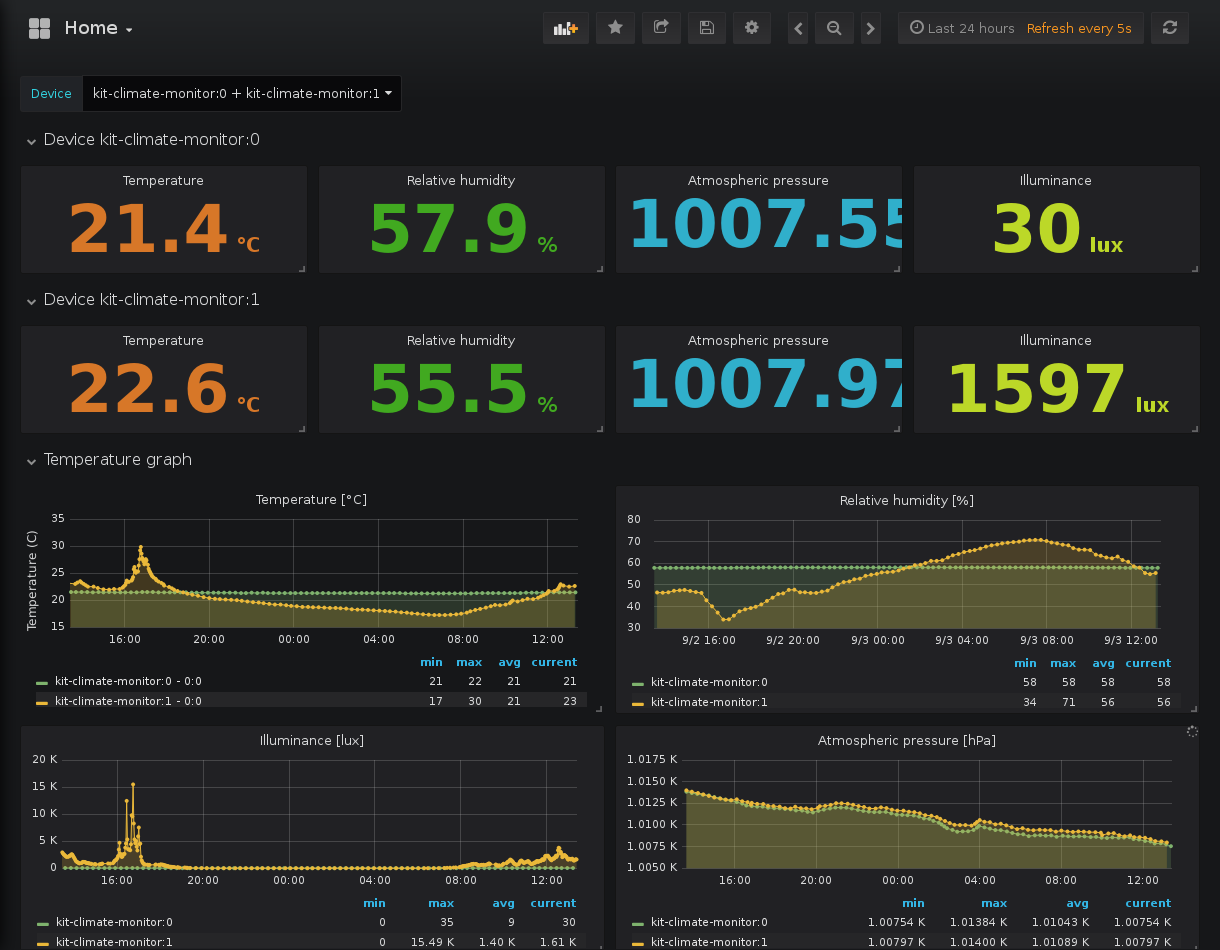 Home
Last 24 hours Refresh every 5s
Device kit-climate-monitor:0 + kit-climate-monitor:1
Device kit-climate-monitor:0
Temperature Relative humidity Atmospheric pressure Illuminance
21.4 °C 57.9 % 1007.55 30 lux
Device kit-climate-monitor:1
Temperature Relative humidity Atmospheric pressure Illuminance
22.6 °C 55.5 % 1007.97 1597 lux
Temperature graph
Temperature [°C]
Temperature (C)
35
30
25
20
15
16:00 20:00 00:00 04:00 08:00 12:00
min max avg current
kit-climate-monitor:0 - 0:0 21 22 21 21
kit-climate-monitor:1 - 0:0 17 30 21 23
Relative humidity [%]
80
70
60
50
40
30
9/2 16:00 9/2 20:00 9/3 00:00 9/3 04:00 9/3 08:00 9/3 12:00
min max avg current
kit-climate-monitor:0 58 58 58 58
kit-climate-monitor:1 34 71 56 56
Illuminance [lux]
20 K
15 K
10 K
5 K
0
16:00 20:00 00:00 04:00 08:00 12:00
min max avg current
kit-climate-monitor:0 0 35 9 30
kit-climate-monitor:1 0 15.49 K 1.40 K 1.61 K
Atmospheric pressure [hPa]
1.0175 K
1.0150 K
1.0125 K
1.0100 K
1.0075 K
1.0050 K
16:00 20:00 00:00 04:00 08:00 12:00
min max avg current
kit-climate-monitor:0 1.00754 K 1.01384 K 1.01043 K 1.00754 K
kit-climate-monitor:1 1.00797 K 1.01400 K 1.01089 K 1.00797 K